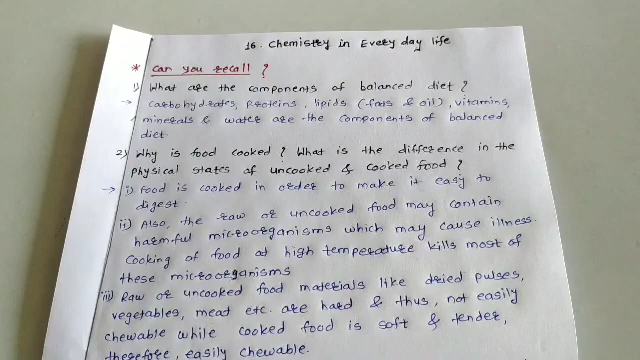 16. Chemistry in Every day life
* Can you recall ?
1) What are the components of balanced diet ?
→ Carbohydrates, proteins, lipids (fats & oil), vitamins,
minerals & water are the components of balanced
diet.
2) Why is food cooked ? What is the difference in the
physical states of uncooked & cooked food ?
→ i) Food is cooked in order to make it easy to
digest.
ii) Also, the raw or uncooked food may contain
harmful microorganisms which may cause illness.
Cooking of food at high temperature kills most of
these microorganisms
iii) Raw or uncooked food materials like dried pulses,
vegetables, meat etc. are hard & thus, not easily
chewable while cooked food is soft & tender,
therefore, easily chewable.